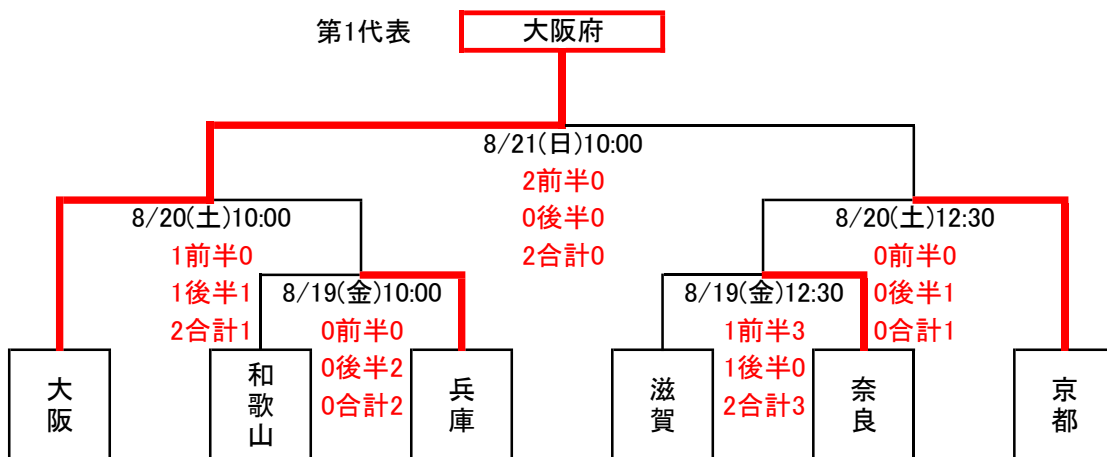 第1代表
大阪府
8/21(日)10:00
2前半0
0後半0
2合計0
8/20(土)10:00
1前半0
1後半1
2合計1
8/20(土)12:30
0前半0
0後半1
0合計1
8/19(金)10:00
0前半0
0後半2
0合計2
8/19(金)12:30
1前半3
1後半0
2合計3
大阪
和歌山
兵庫
滋賀
奈良
京都